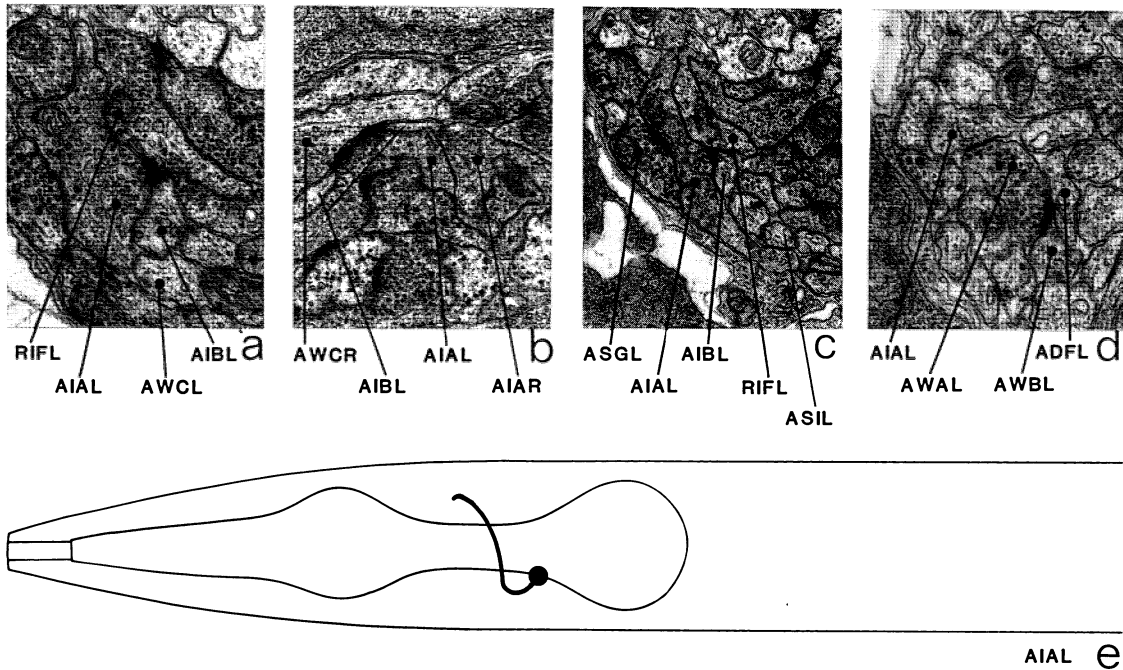 RIFL AIBL a
AIAL AWCL
AWCR AIAL b
AIBL AIAR
ASGL AIBL c
AIAL RIFL
ASIL
AIAL ADFL d
AWAL AWBL
AIAL e